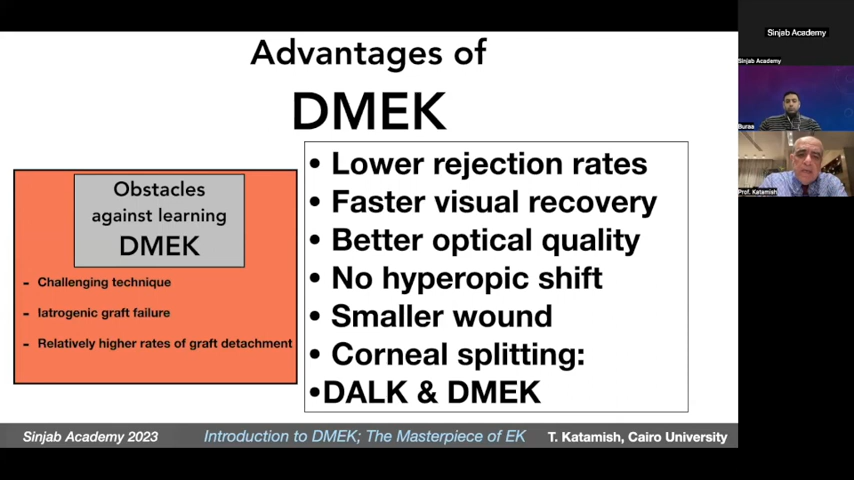 Advantages of
DMEK
Obstacles
against learning
DMEK
- Challenging technique
- Iatrogenic graft failure
- Relatively higher rates of graft detachment
• Lower rejection rates
• Faster visual recovery
• Better optical quality
• No hyperopic shift
• Smaller wound
• Corneal splitting:
•DALK & DMEK
Sinjab Academy 2023
Introduction to DMEK; The Masterpiece of EK
T. Katamish, Cairo University
Sinjab Academy
Sinjab Academy
Buraa
Prof. Katamish